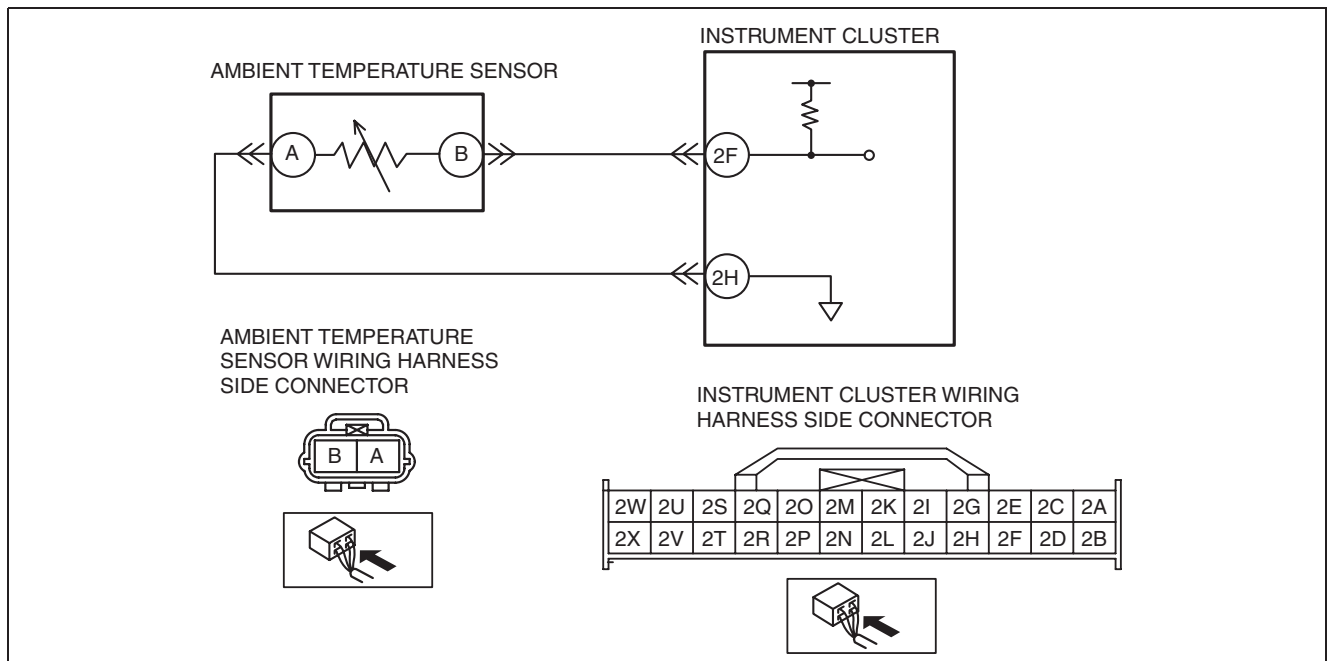 INSTRUMENT CLUSTER
AMBIENT TEMPERATURE SENSOR
A
B
2F
2H
AMBIENT TEMPERATURE
SENSOR WIRING HARNESS
SIDE CONNECTOR
INSTRUMENT CLUSTER WIRING
HARNESS SIDE CONNECTOR
B A
2W 2U 2S 2Q 2O 2M 2K 2I 2G 2E 2C 2A
2X 2V 2T 2R 2P 2N 2L 2J 2H 2F 2D 2B